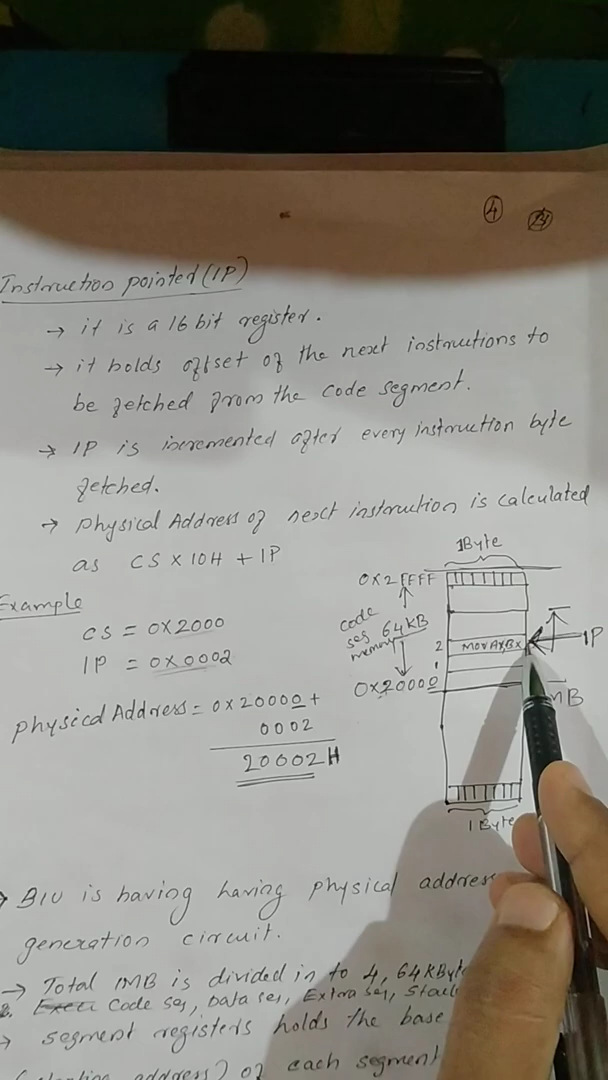 4
Instruction pointed (IP)
→ it is a 16 bit register.
→ it holds offset of the next instructions to
be fetched from the code segment.
→ IP is incremented after every instruction byte
fetched.
→ physical Address of next instruction is calculated
as CS X 10H + IP
Example
CS = 0X2000
IP = 0X0002
physical Address = 0X20000 +
0002
20002H
1Byte
0X2FFFF
code
seg 64KB
memory
2 MOV AX,BX
IP
1
0X20000
MB
1 Byte
→ BIU is having having physical address
generation circuit.
→ Total 1MB is divided in to 4, 64KByte
Code seg, Data seg, Extra seg, Stack
→ segment registers holds the base
address) of each segment